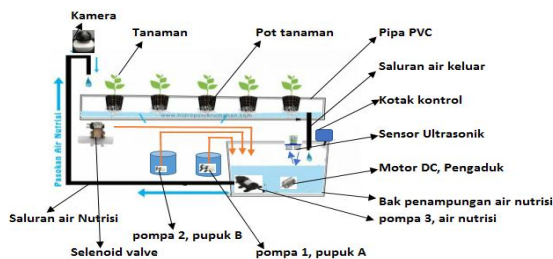 Kamera
Tanaman
Pot tanaman
Pipa PVC
Saluran air keluar
Kotak kontrol
Sensor Ultrasonik
Motor DC, Pengaduk
Bak penampungan air nutrisi
pompa 3, air nutrisi
pompa 1, pupuk A
pompa 2, pupuk B
Selenoid valve
Saluran air Nutrisi
Pasokan Air Nutrisi